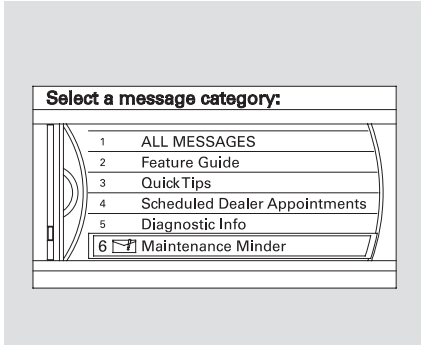 Select a message category:
1 ALL MESSAGES
2 Feature Guide
3 Quick Tips
4 Scheduled Dealer Appointments
5 Diagnostic Info
6 Maintenance Minder